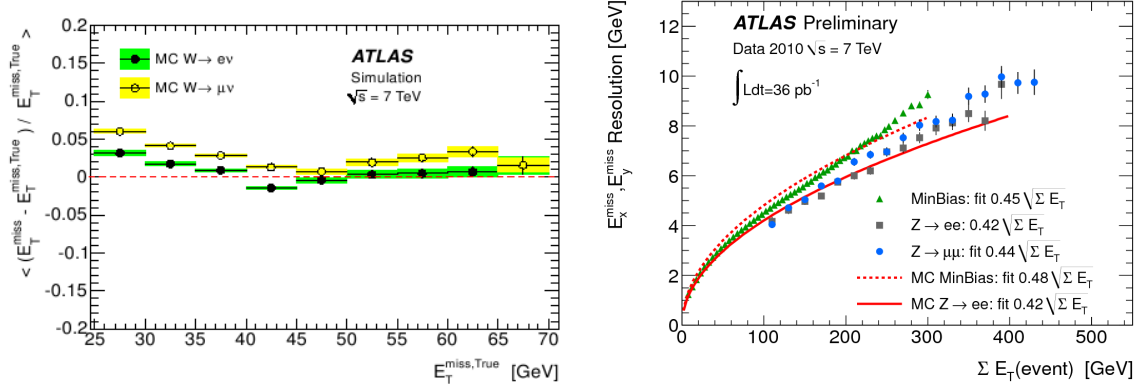 0.2
0.15
0.1
0.05
0
-0.05
-0.1
-0.15
-0.2
< (E_T^miss - E_T^miss,True) / E_T^miss,True >
MC W→ eν
MC W→ μν
ATLAS
Simulation
√s = 7 TeV
25 30 35 40 45 50 55 60 65 70
E_T^miss,True [GeV]
E_x^miss,E_y^miss Resolution [GeV]
12
10
8
6
4
2
0
ATLAS Preliminary
Data 2010 √s = 7 TeV
∫Ldt=36 pb^-1
MinBias: fit 0.45√Σ E_T
Z→ ee: 0.42√Σ E_T
Z→ μμ: fit 0.44√Σ E_T
MC MinBias: fit 0.48√Σ E_T
MC Z→ ee: fit 0.42√Σ E_T
0 100 200 300 400 500
Σ E_T(event) [GeV]